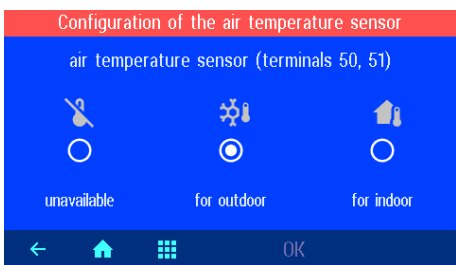 Configuration of the air temperature sensor
air temperature sensor (terminals 50, 51)
unavailable for outdoor for indoor
OK